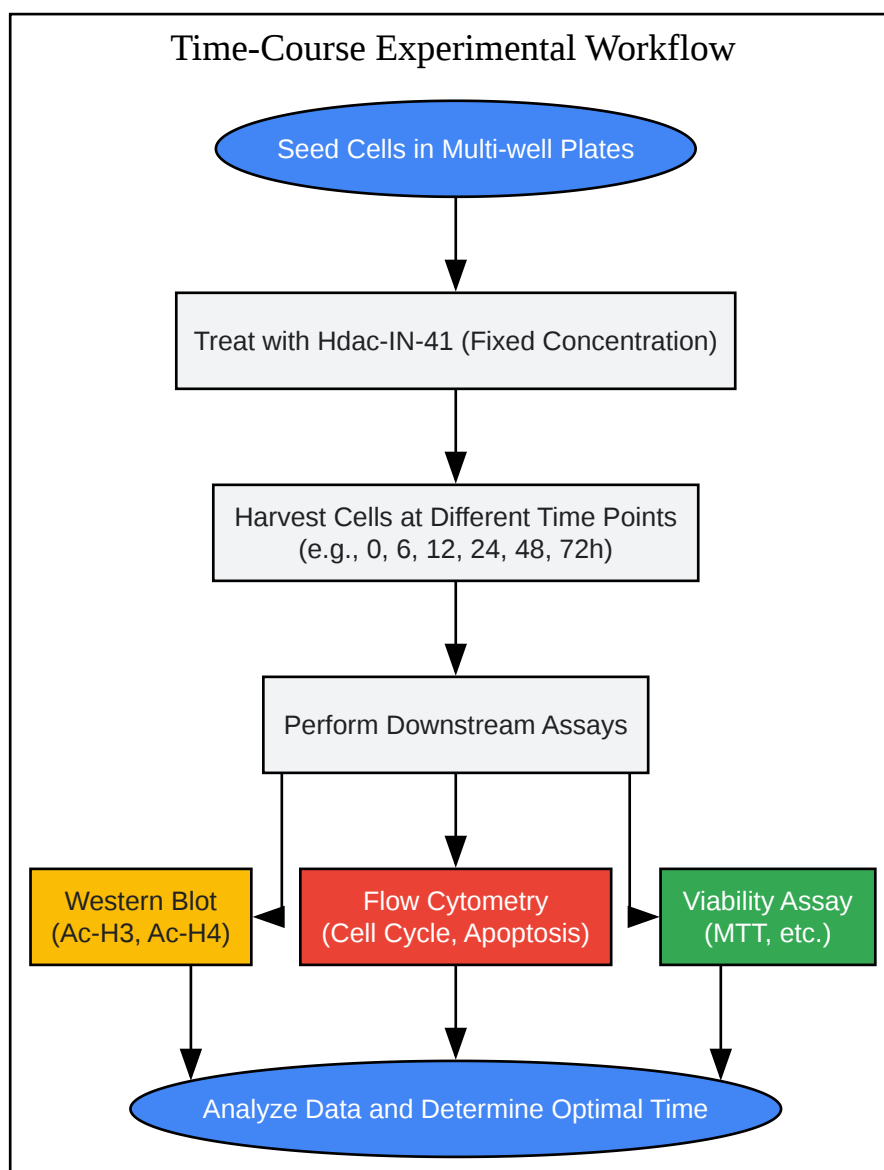 Time-Course Experimental Workflow
Seed Cells in Multi-well Plates
Treat with Hdac-IN-41 (Fixed Concentration)
Harvest Cells at Different Time Points
(e.g., 0, 6, 12, 24, 48, 72h)
Perform Downstream Assays
Western Blot
(Ac-H3, Ac-H4)
Flow Cytometry
(Cell Cycle, Apoptosis)
Viability Assay
(MTT, etc.)
Analyze Data and Determine Optimal Time